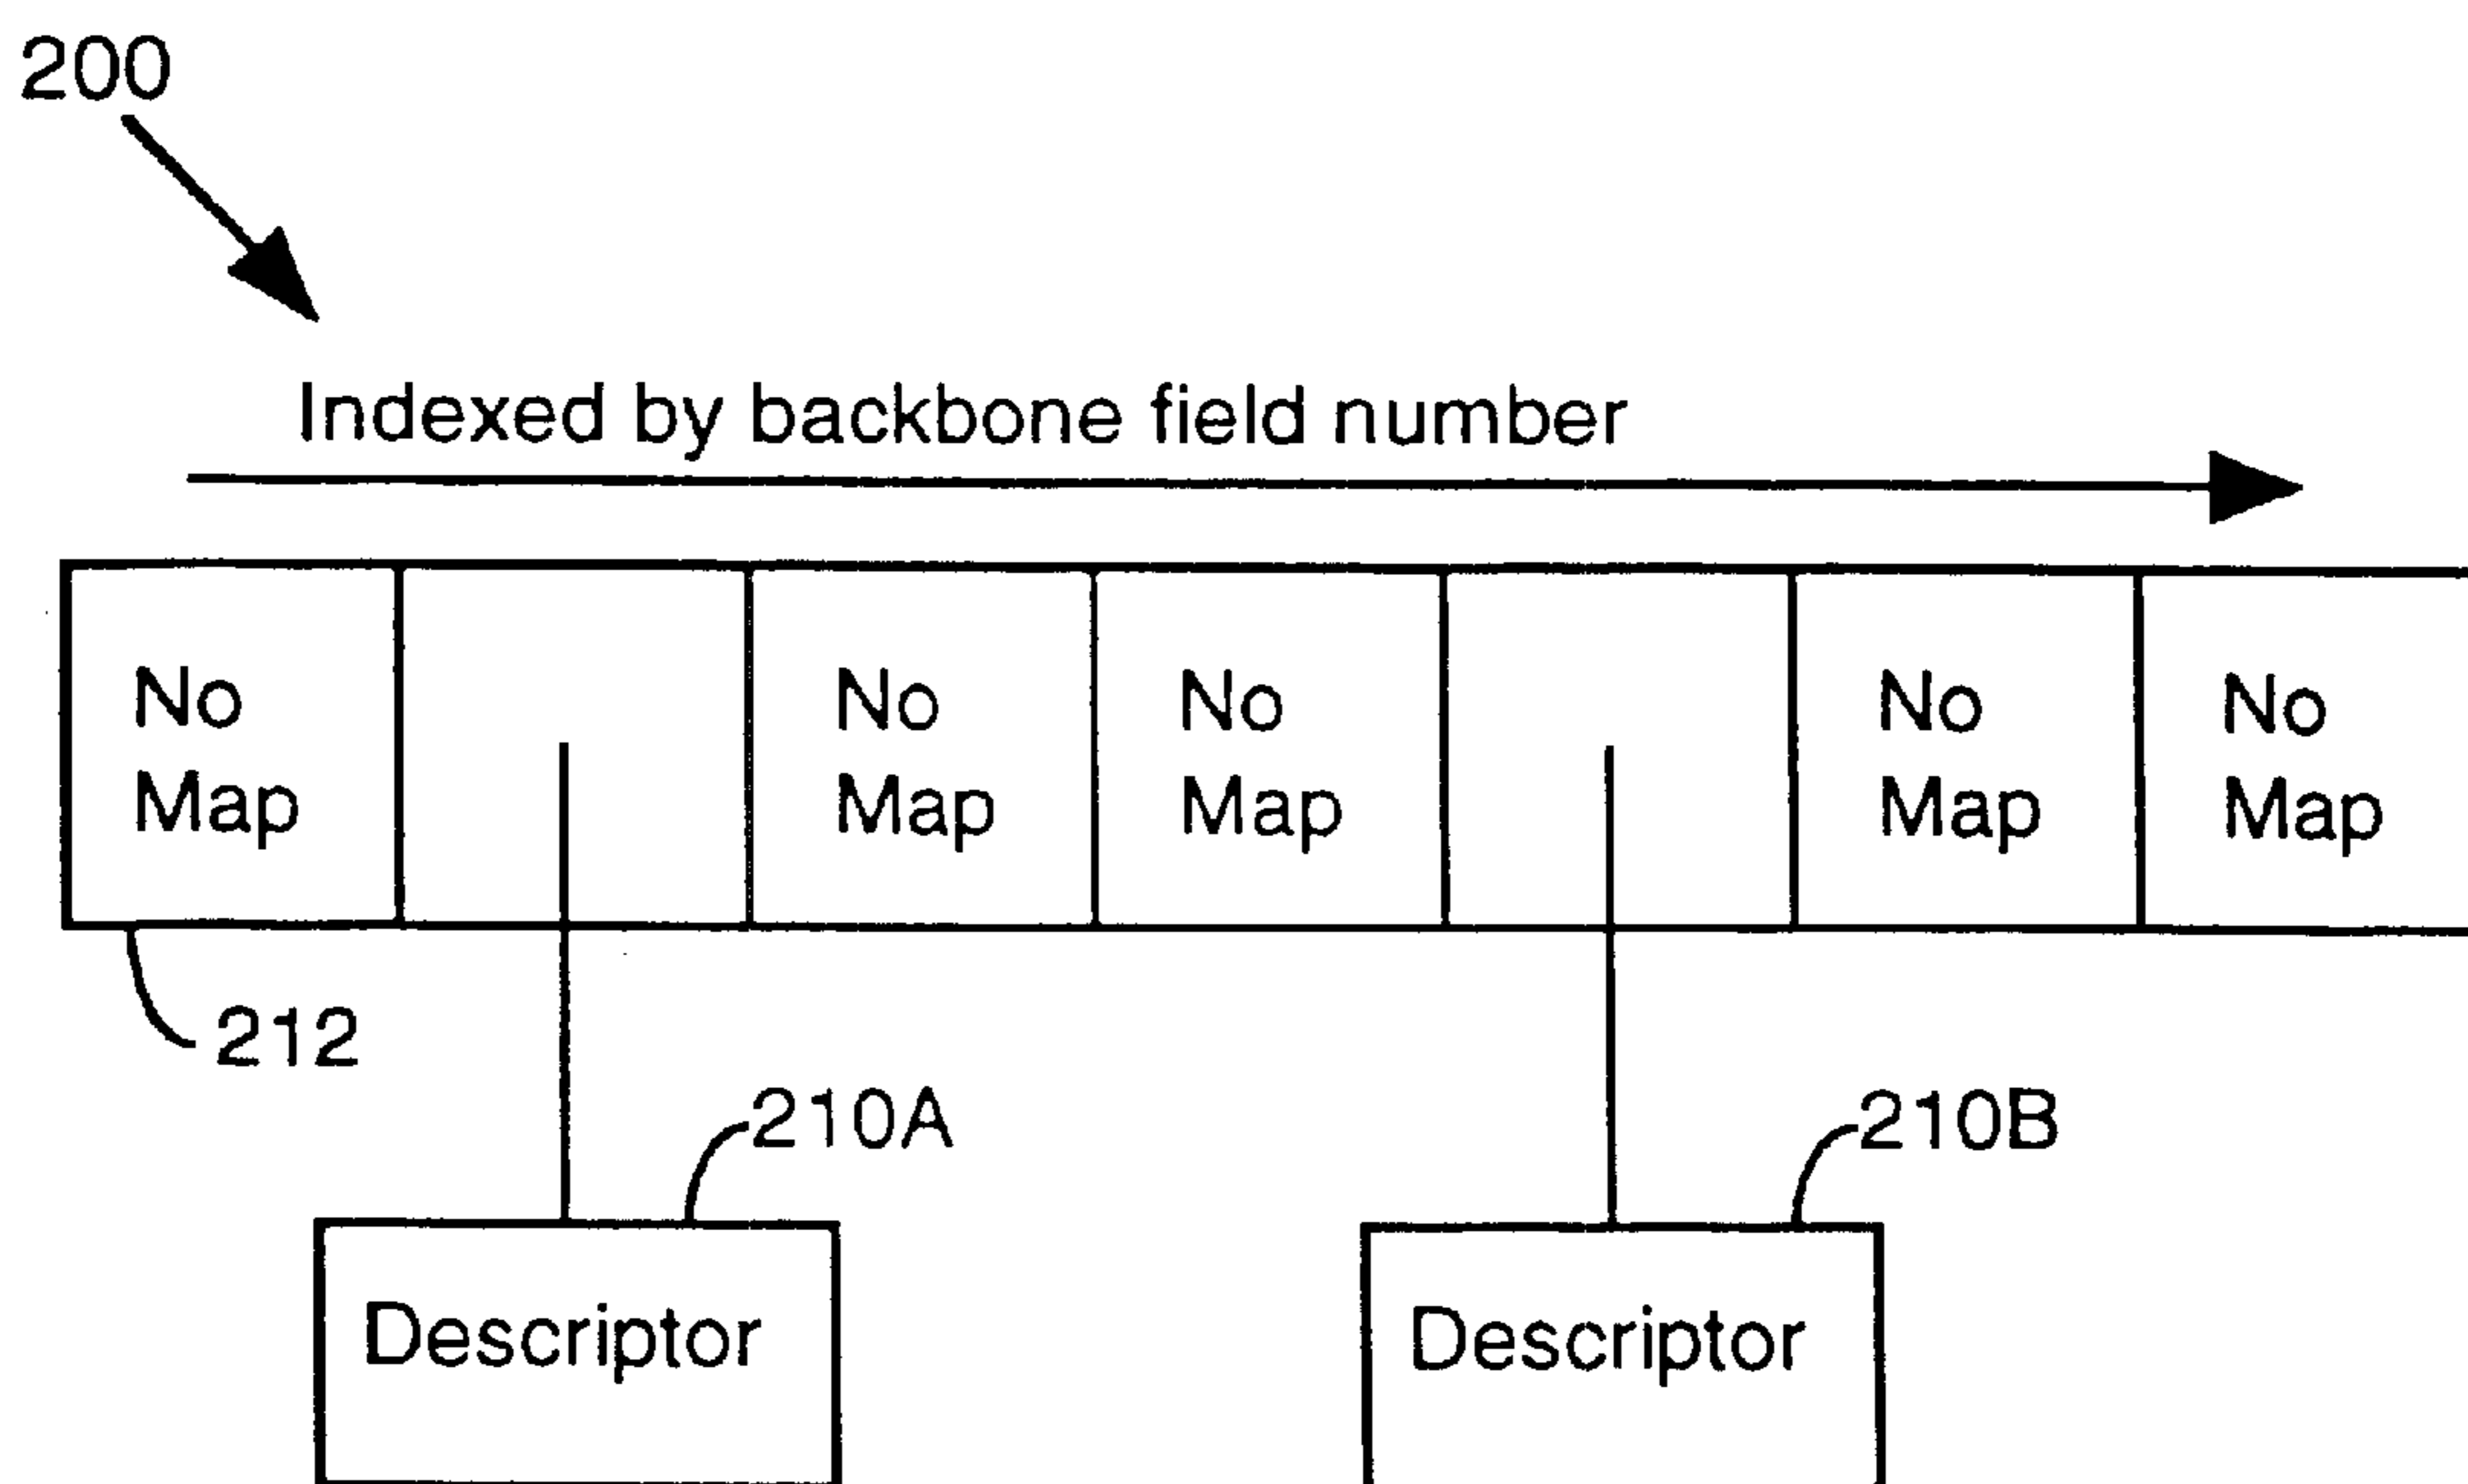 200
Indexed by backbone field number
No
Map
No
Map
No
Map
No
Map
No
Map
212
210A
210B
Descriptor
Descriptor